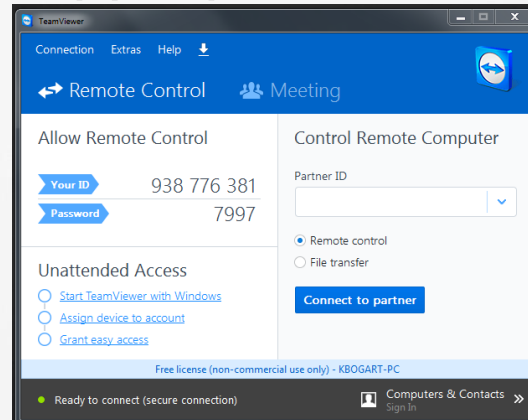 TeamViewer
Connection Extras Help
Remote Control Meeting
Allow Remote Control
Your ID 938 776 381
Password 7997
Unattended Access
Start TeamViewer with Windows
Assign device to account
Grant easy access
Control Remote Computer
Partner ID
Remote control
File transfer
Connect to partner
Free license (non-commercial use only) - KBOGART-PC
Ready to connect (secure connection)
Computers & Contacts
Sign In